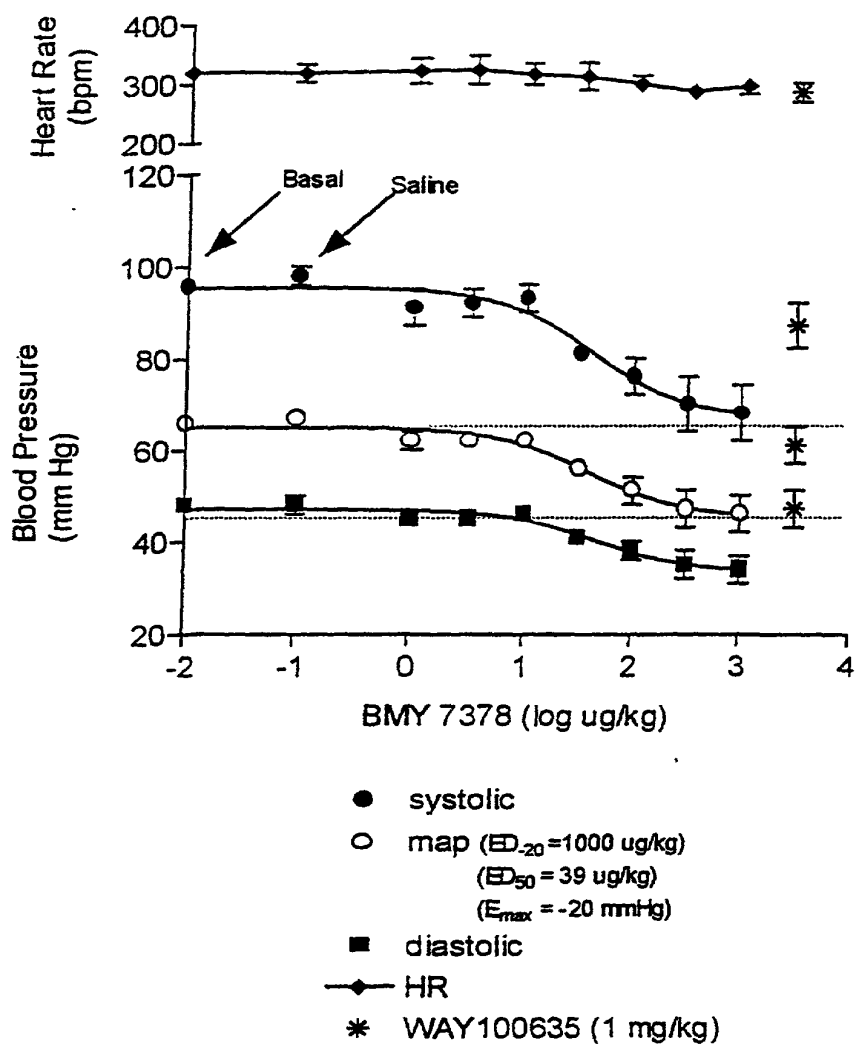 Heart Rate
(bpm)
400
300
200
120
100
80
60
40
20
Blood Pressure
(mm Hg)
Basal
Saline
-2 -1 0 1 2 3 4
BMY 7378 (log ug/kg)
systolic
map (ED-20 =1000 ug/kg)
(ED50 = 39 ug/kg)
(Emax = -20 mmHg)
diastolic
HR
WAY100635 (1 mg/kg)